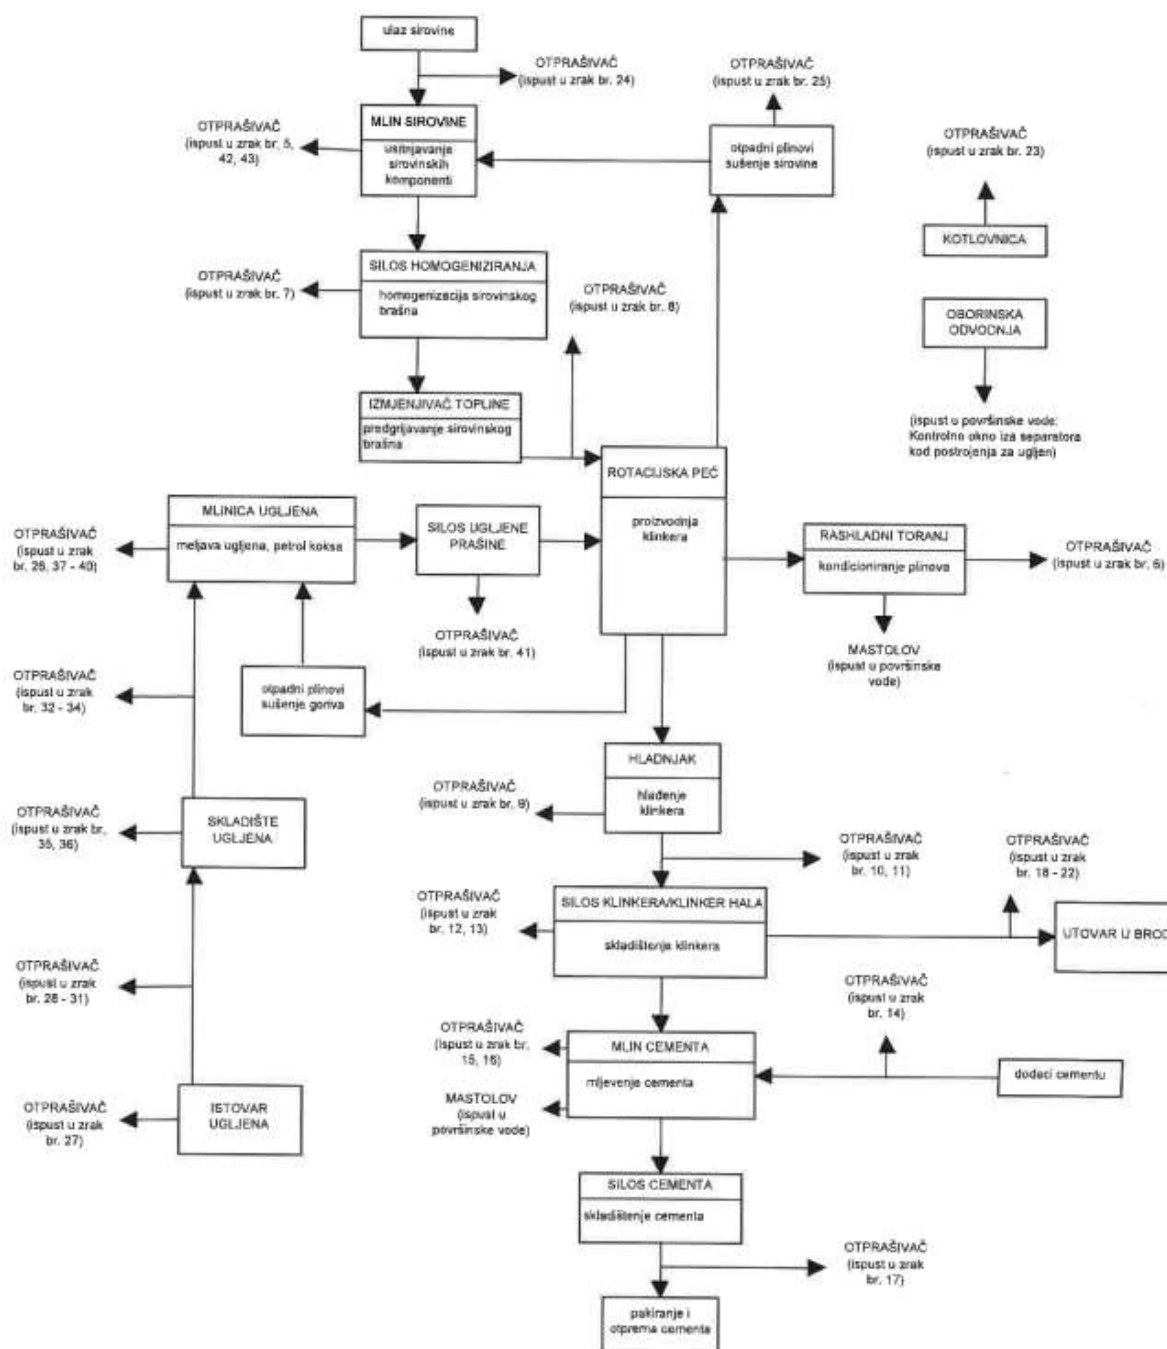 ulaz sirovine
OTPRAŠIVAČ
(ispust u zrak br. 24)
OTPRAŠIVAČ
(ispust u zrak br. 25)
MLIN SIROVINE
usitnjavanje
sirovinskih
komponenti
OTPRAŠIVAČ
(ispust u zrak br. 5,
42, 43)
otpadni plinovi
sušenje sirovine
OTPRAŠIVAČ
(ispust u zrak br. 23)
KOTLOVNICA
SILOS HOMOGENIZIRANJA
homogenizacija sirovinskog
brašna
OTPRAŠIVAČ
(ispust u zrak br. 7)
OTPRAŠIVAČ
(ispust u zrak br. 8)
OBORINSKA
ODVODNJA
(ispust u površinske vode:
Kontrolno okno iza separatora
kod postrojenja za ugljen)
IZMJENJIVAČ TOPLINE
predgrijavanje sirovinskog
brašna
ROTACIJSKA PEĆ
proizvodnja
klinkera
MLINICA UGLJENA
meljava ugljena, petrol koksa
SILOS UGLJENE
PRAŠINE
OTPRAŠIVAČ
(ispust u zrak
br. 26, 37 - 40)
RASHLADNI TORANJ
kondicioniranje plinova
OTPRAŠIVAČ
(ispust u zrak br. 6)
OTPRAŠIVAČ
(ispust u zrak br. 41)
MASTOLOV
(ispust u površinske
vode)
OTPRAŠIVAČ
(ispust u zrak
br. 32 - 34)
otpadni plinovi
sušenje goriva
HLADNJAK
hlađenje
klinkera
OTPRAŠIVAČ
(ispust u zrak br. 9)
OTPRAŠIVAČ
(ispust u zrak br.
35, 36)
SKLADIŠTE
UGLJENA
OTPRAŠIVAČ
(ispust u zrak
br. 10, 11)
OTPRAŠIVAČ
(ispust u zrak
br. 18 - 22)
OTPRAŠIVAČ
(ispust u zrak
br. 12, 13)
SILOS KLINKERA/KLINKER HALA
skladištenje klinkera
UTOVAR U BROD
OTPRAŠIVAČ
(ispust u zrak
br. 28 - 31)
OTPRAŠIVAČ
(ispust u zrak
br. 14)
OTPRAŠIVAČ
(ispust u zrak br.
15, 16)
MLIN CEMENTA
mljevenje cementa
dodaci cementu
MASTOLOV
(ispust u
površinske vode)
OTPRAŠIVAČ
(ispust u zrak
br. 27)
ISTOVAR
UGLJENA
SILOS CEMENTA
skladištenje cementa
OTPRAŠIVAČ
(ispust u zrak
br. 17)
pakiranje i
otprema cementa